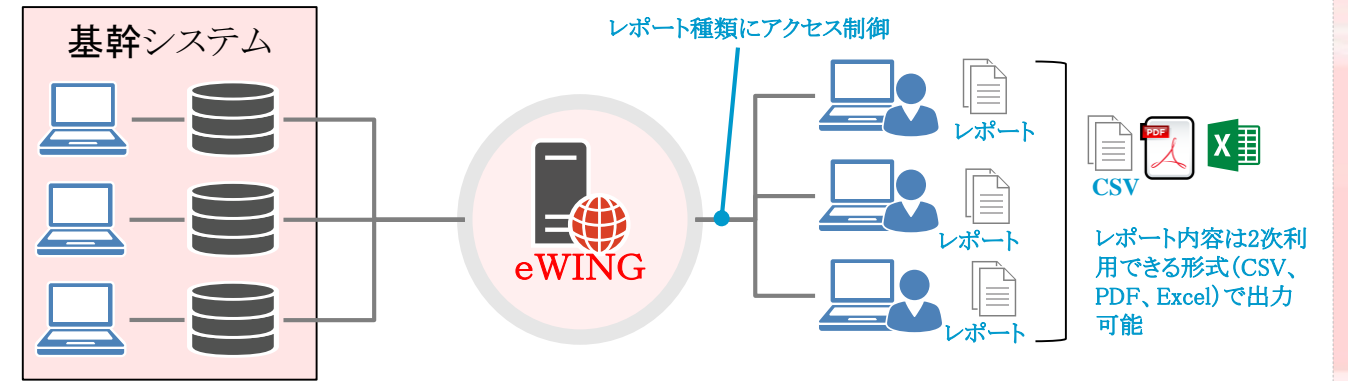 基幹システム
レポート種類にアクセス制御
eWING
レポート
レポート
レポート
PDF
CSV
X
レポート内容は2次利
用できる形式（CSV、
PDF、Excel）で出力
可能